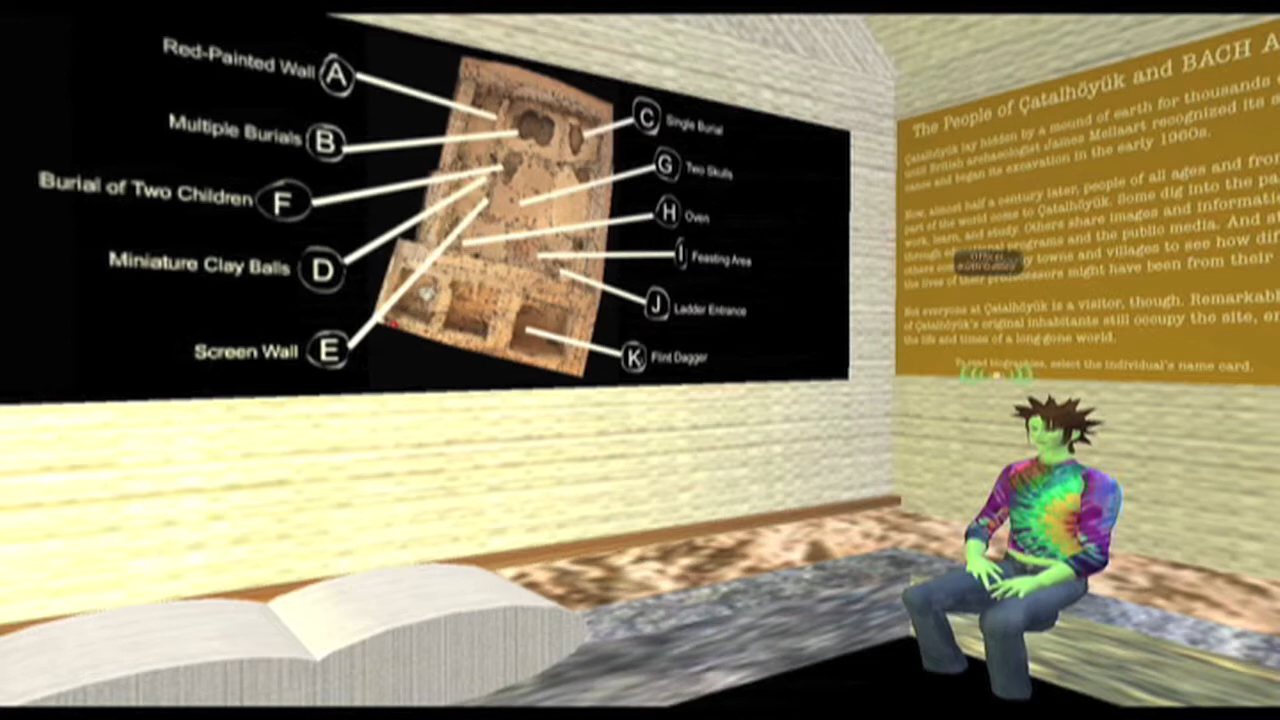 Red-Painted Wall A
Multiple Burials B
Burial of Two Children F
Miniature Clay Balls D
Screen Wall E
C Single Burial
G Two Skulls
H Oven
I Feasting Area
J Ladder Entrance
K Flint Dagger
The People of Çatalhöyük and BACH A
Çatalhöyük lay hidden by a mound of earth for thousands
until British archaeologist James Mellaart recognized its
and began its excavation in the early 1960s.
Now, almost half a century later, people of all ages and from
part of the world come to Çatalhöyük. Some dig into the
work, learn, and study. Others share images and
through programs and the public media. And
others towns and villages to see how
the lives of their predecessors might have been from their
Not everyone at Çatalhöyük is a visitor, though.
of Çatalhöyük's original inhabitants still occupy the site,
the life and times of a long-gone world.
To read biographies, select the individual's name card.